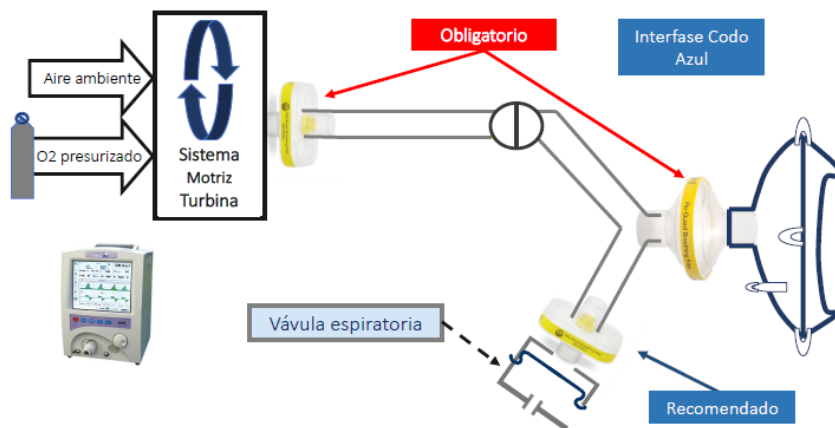 Obligatorio
Interfase Codo
Azul
Aire ambiente
O2 presurizado
Sistema
Motriz
Turbina
Vávula espiratoria
Recomendado